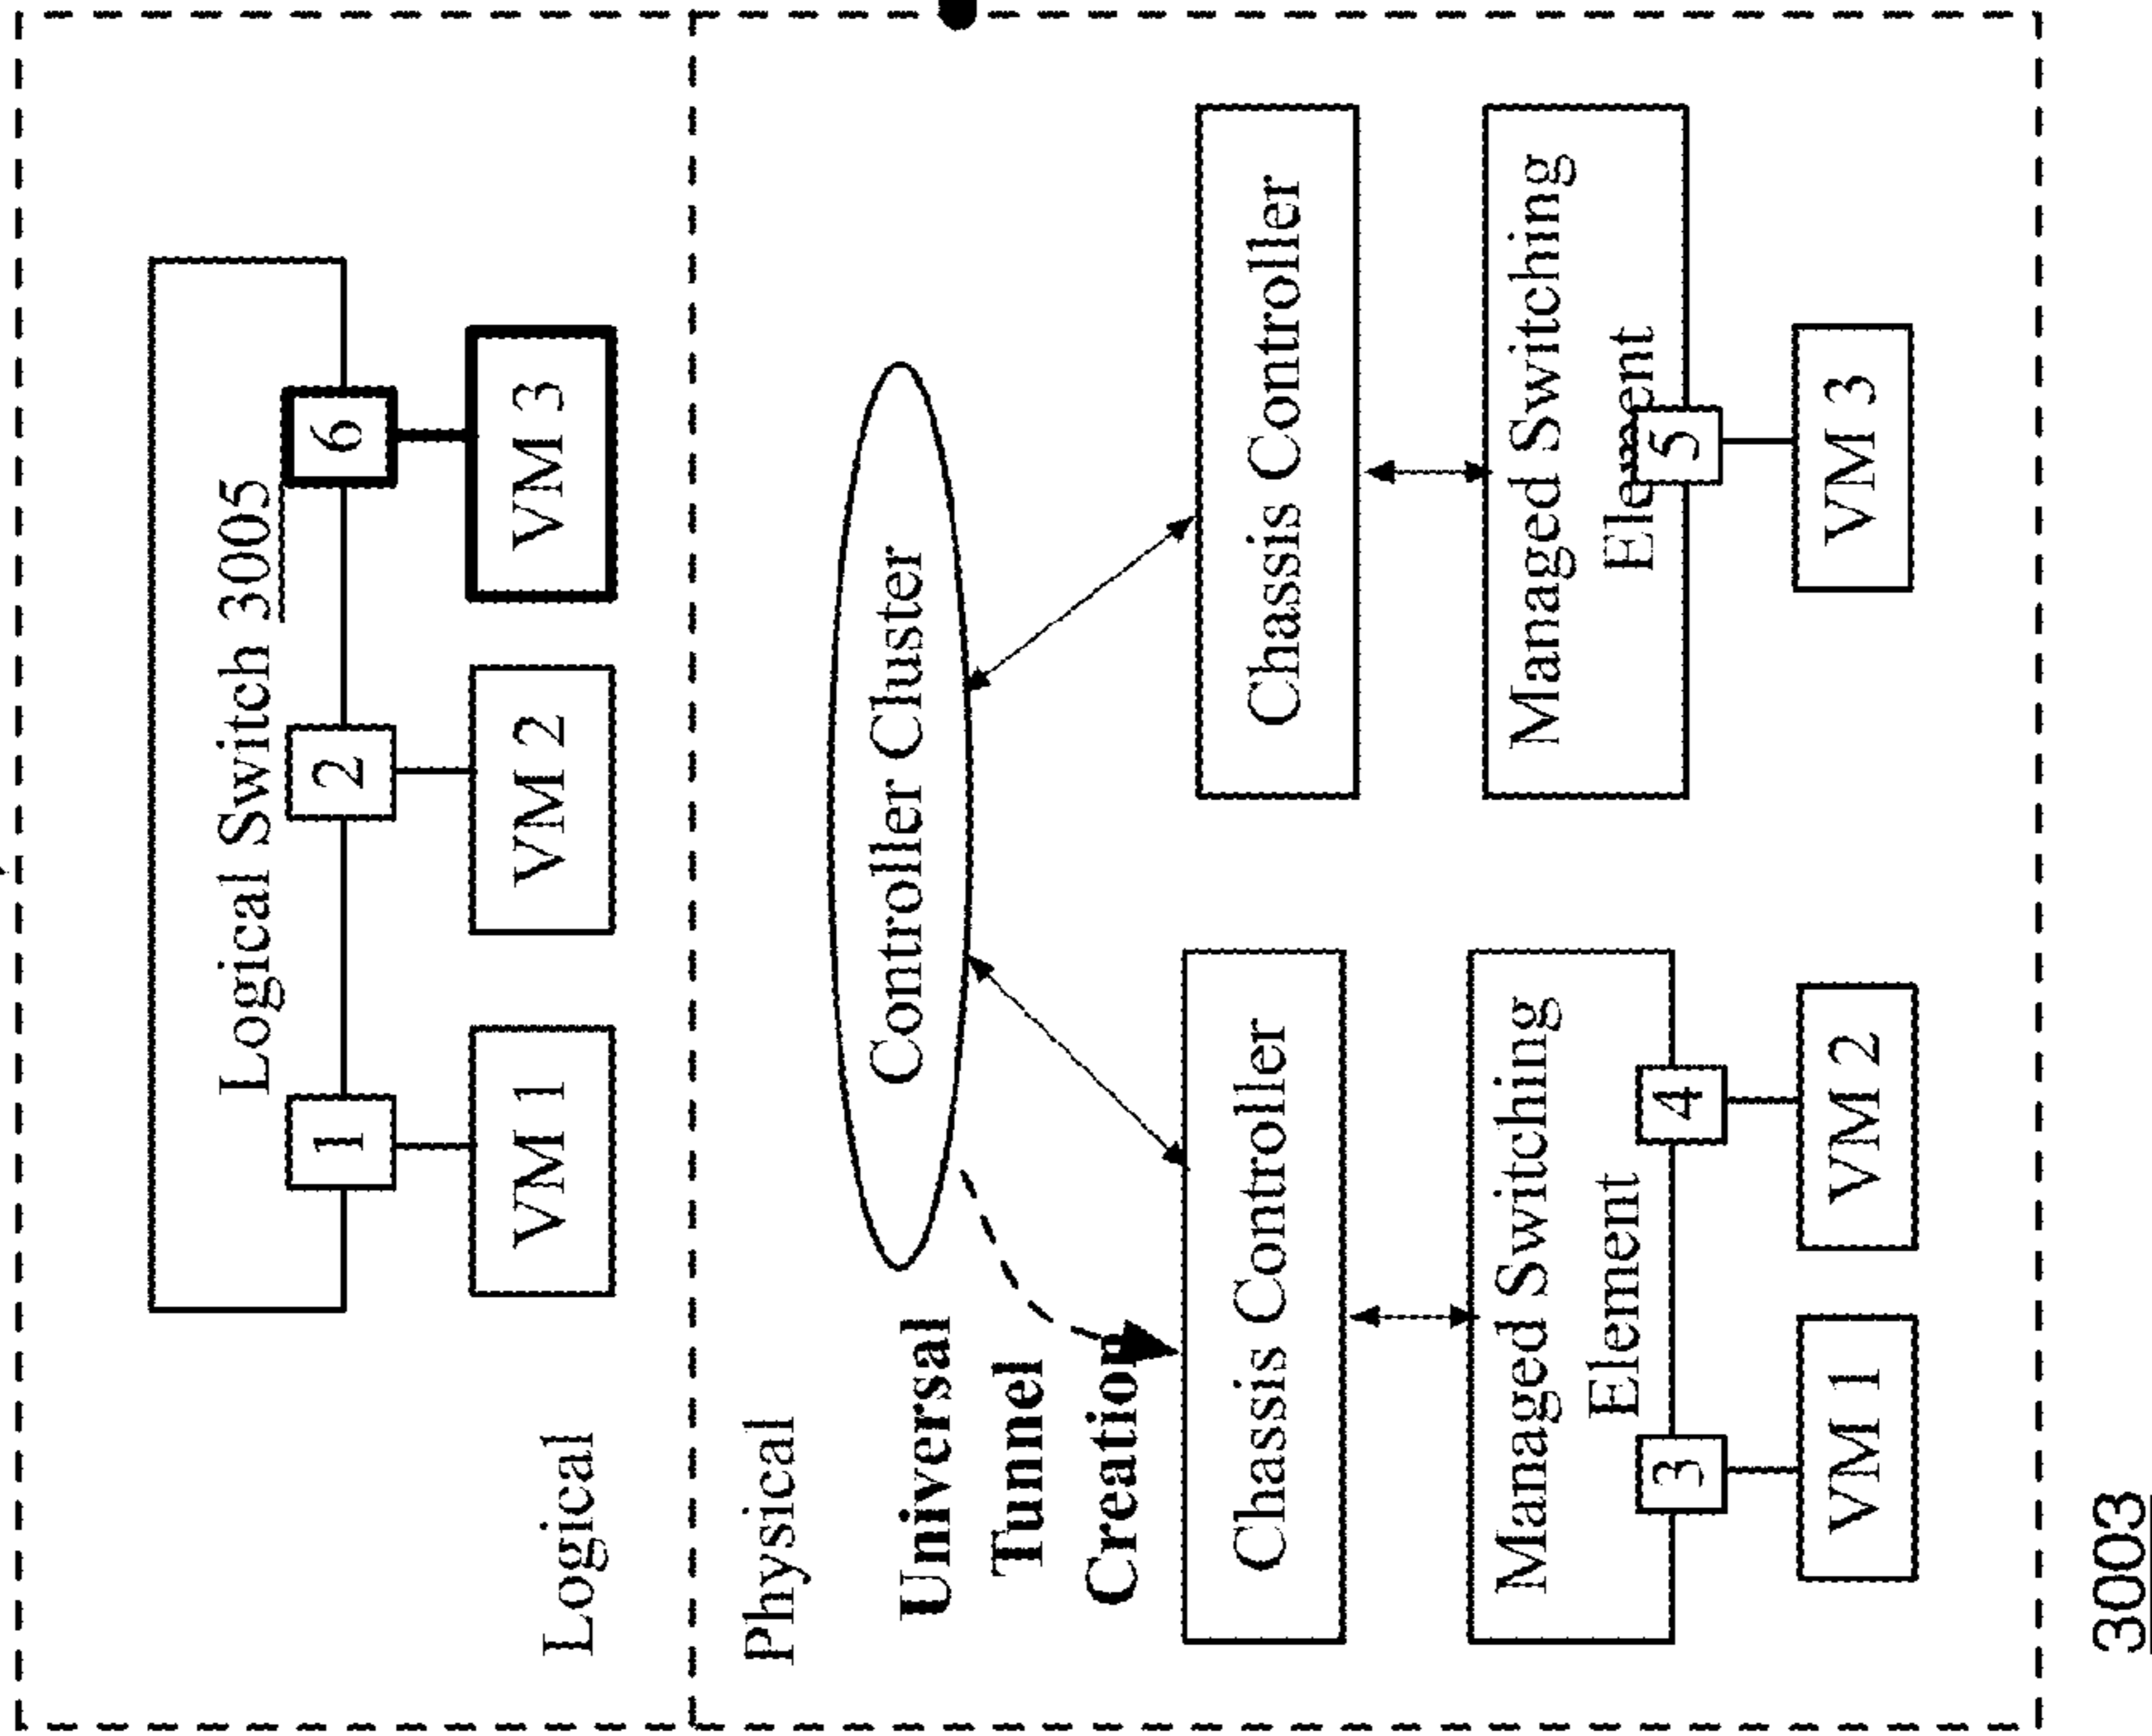 Logical Switch 3005
1
2
6
VM 1
VM 2
VM 3
Logical
Physical
Controller Cluster
Universal
Tunnel
Creation
Chassis Controller
Chassis Controller
Managed Switching
Element
Managed Switching
Element
3
4
5
VM 1
VM 2
VM 3
3003